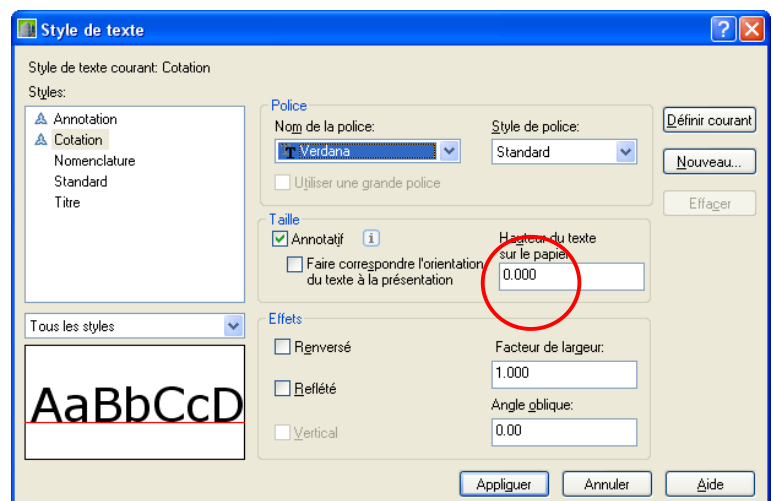 Style de texte
Style de texte courant: Cotation
Styles:
Annotation
Cotation
Nomenclature
Standard
Titre
Tous les styles
AaBbCcD
Police
Nom de la police:
Verdana
Style de police:
Standard
Utiliser une grande police
Taille
Annotatif
Faire correspondre l'orientation
du texte à la présentation
Hauteur du texte
sur le papier
0.000
Effets
Renversé
Reflété
Vertical
Facteur de largeur:
1.000
Angle oblique:
0.00
Définir courant
Nouveau...
Effacer
Appliquer
Annuler
Aide